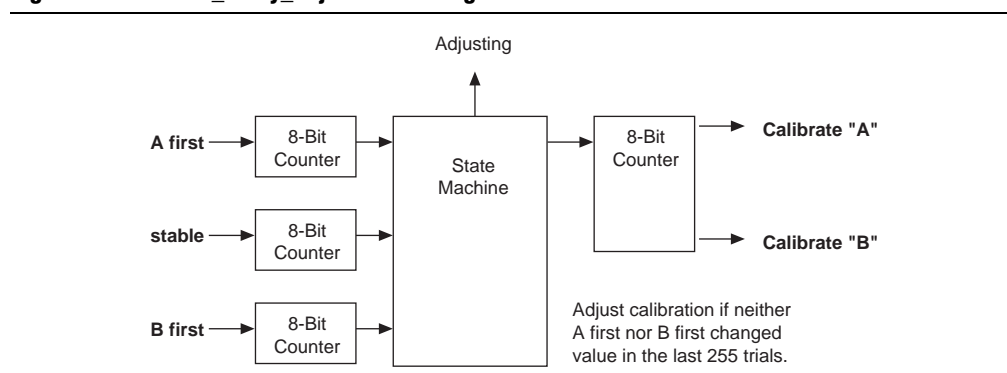 Adjusting
A first
8-Bit
Counter
State
Machine
8-Bit
Counter
Calibrate "A"
stable
8-Bit
Counter
Calibrate "B"
B first
8-Bit
Counter
Adjust calibration if neither
A first nor B first changed
value in the last 255 trials.